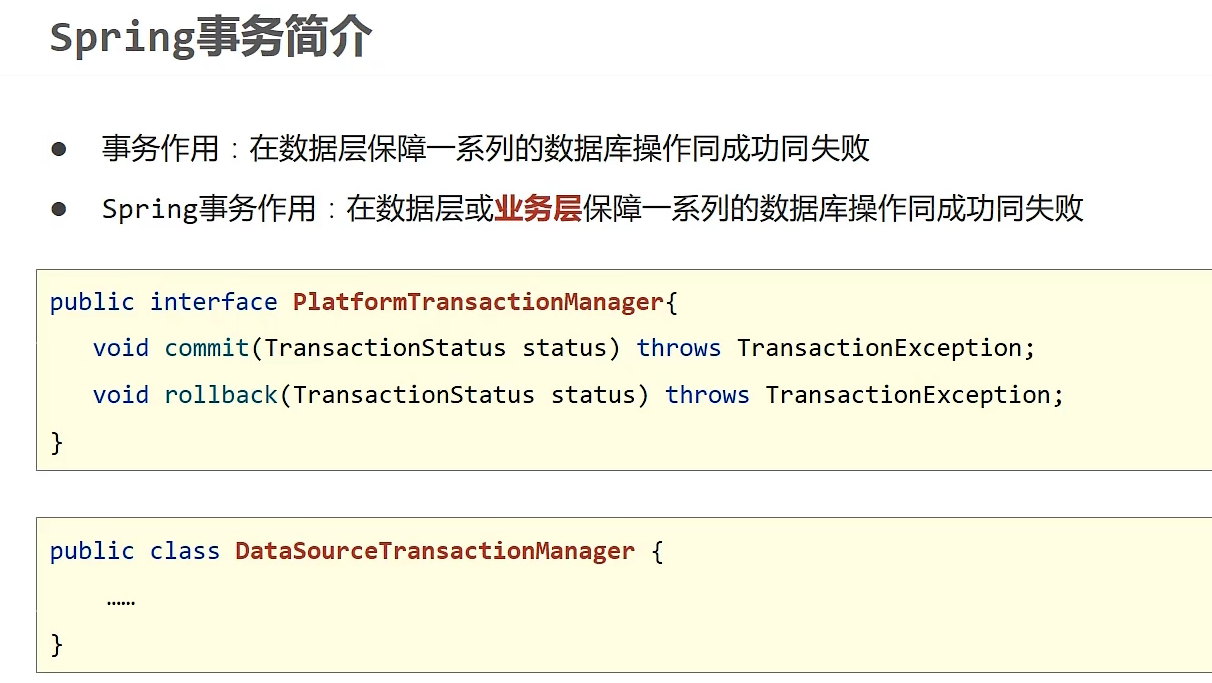 Spring事务简介
● 事务作用：在数据层保障一系列的数据库操作同成功同失败
● Spring事务作用：在数据层或业务层保障一系列的数据库操作同成功同失败
public interface PlatformTransactionManager{
void commit(TransactionStatus status) throws TransactionException;
void rollback(TransactionStatus status) throws TransactionException;
}
public class DataSourceTransactionManager {
……
}